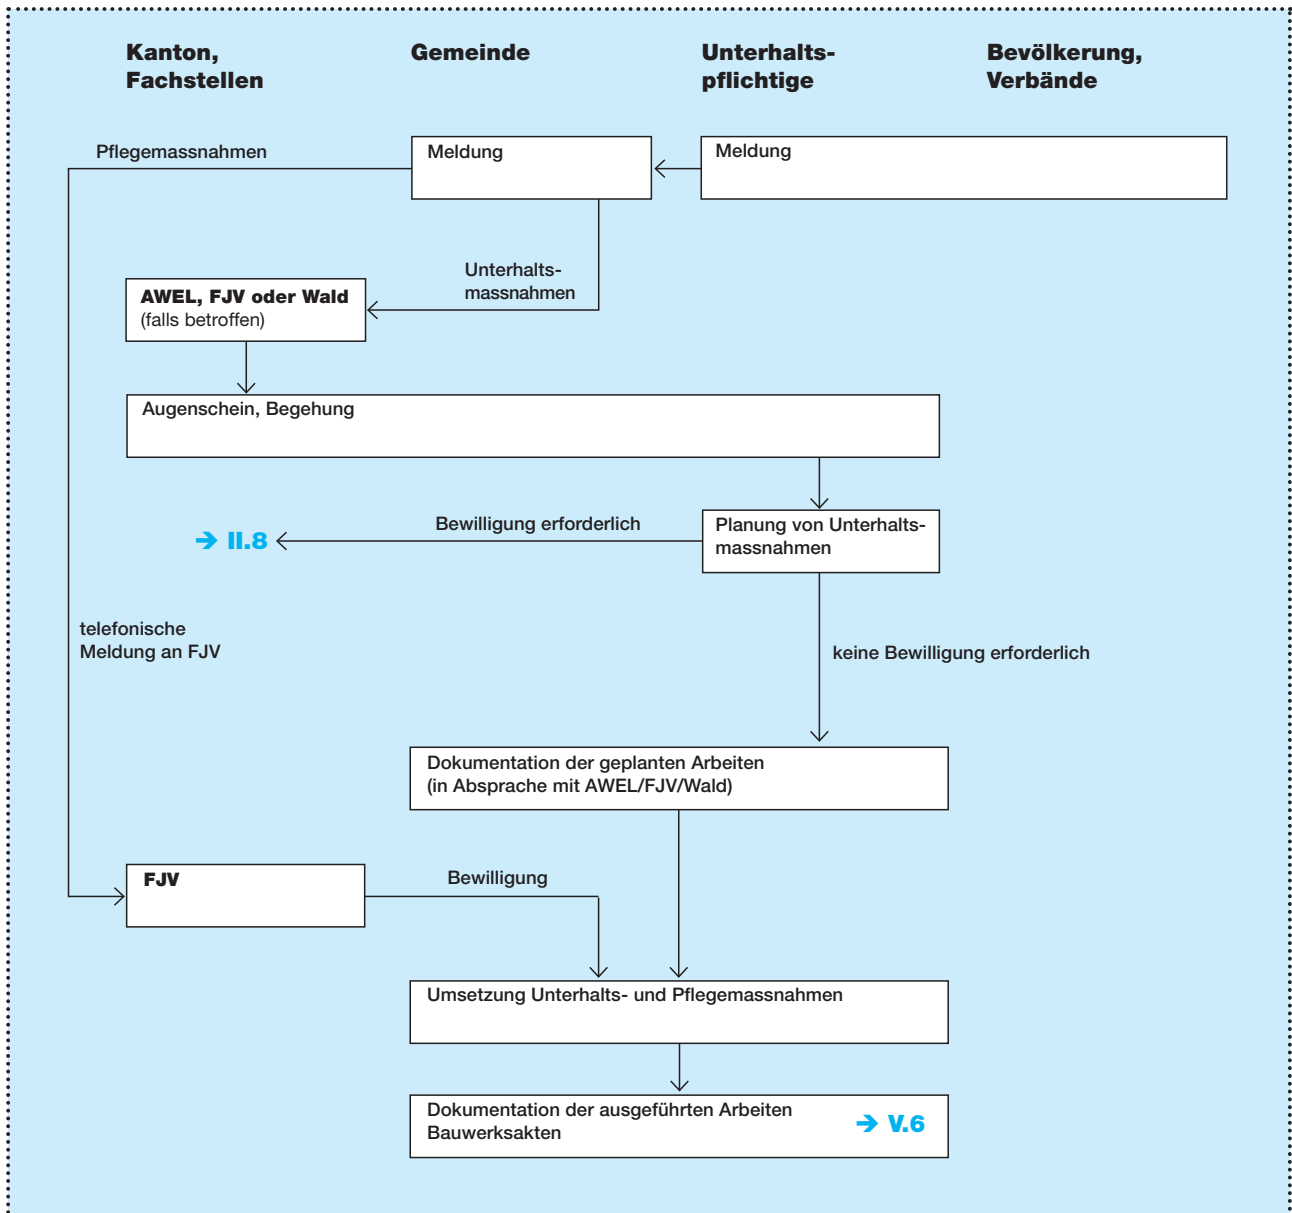 Kanton,
Fachstellen
Gemeinde
Unterhalts-
pflichtige
Bevölkerung,
Verbände
Pflegemassnahmen
Meldung
Meldung
Unterhalts-
massnahmen
AWEL, FJV oder Wald
(falls betroffen)
Augenschein, Begehung
➔ II.8
Bewilligung erforderlich
Planung von Unterhalts-
massnahmen
telefonische
Meldung an FJV
keine Bewilligung erforderlich
Dokumentation der geplanten Arbeiten
(in Absprache mit AWEL/FJV/Wald)
FJV
Bewilligung
Umsetzung Unterhalts- und Pflegemassnahmen
Dokumentation der ausgeführten Arbeiten
Bauwerksakten
➔ V.6